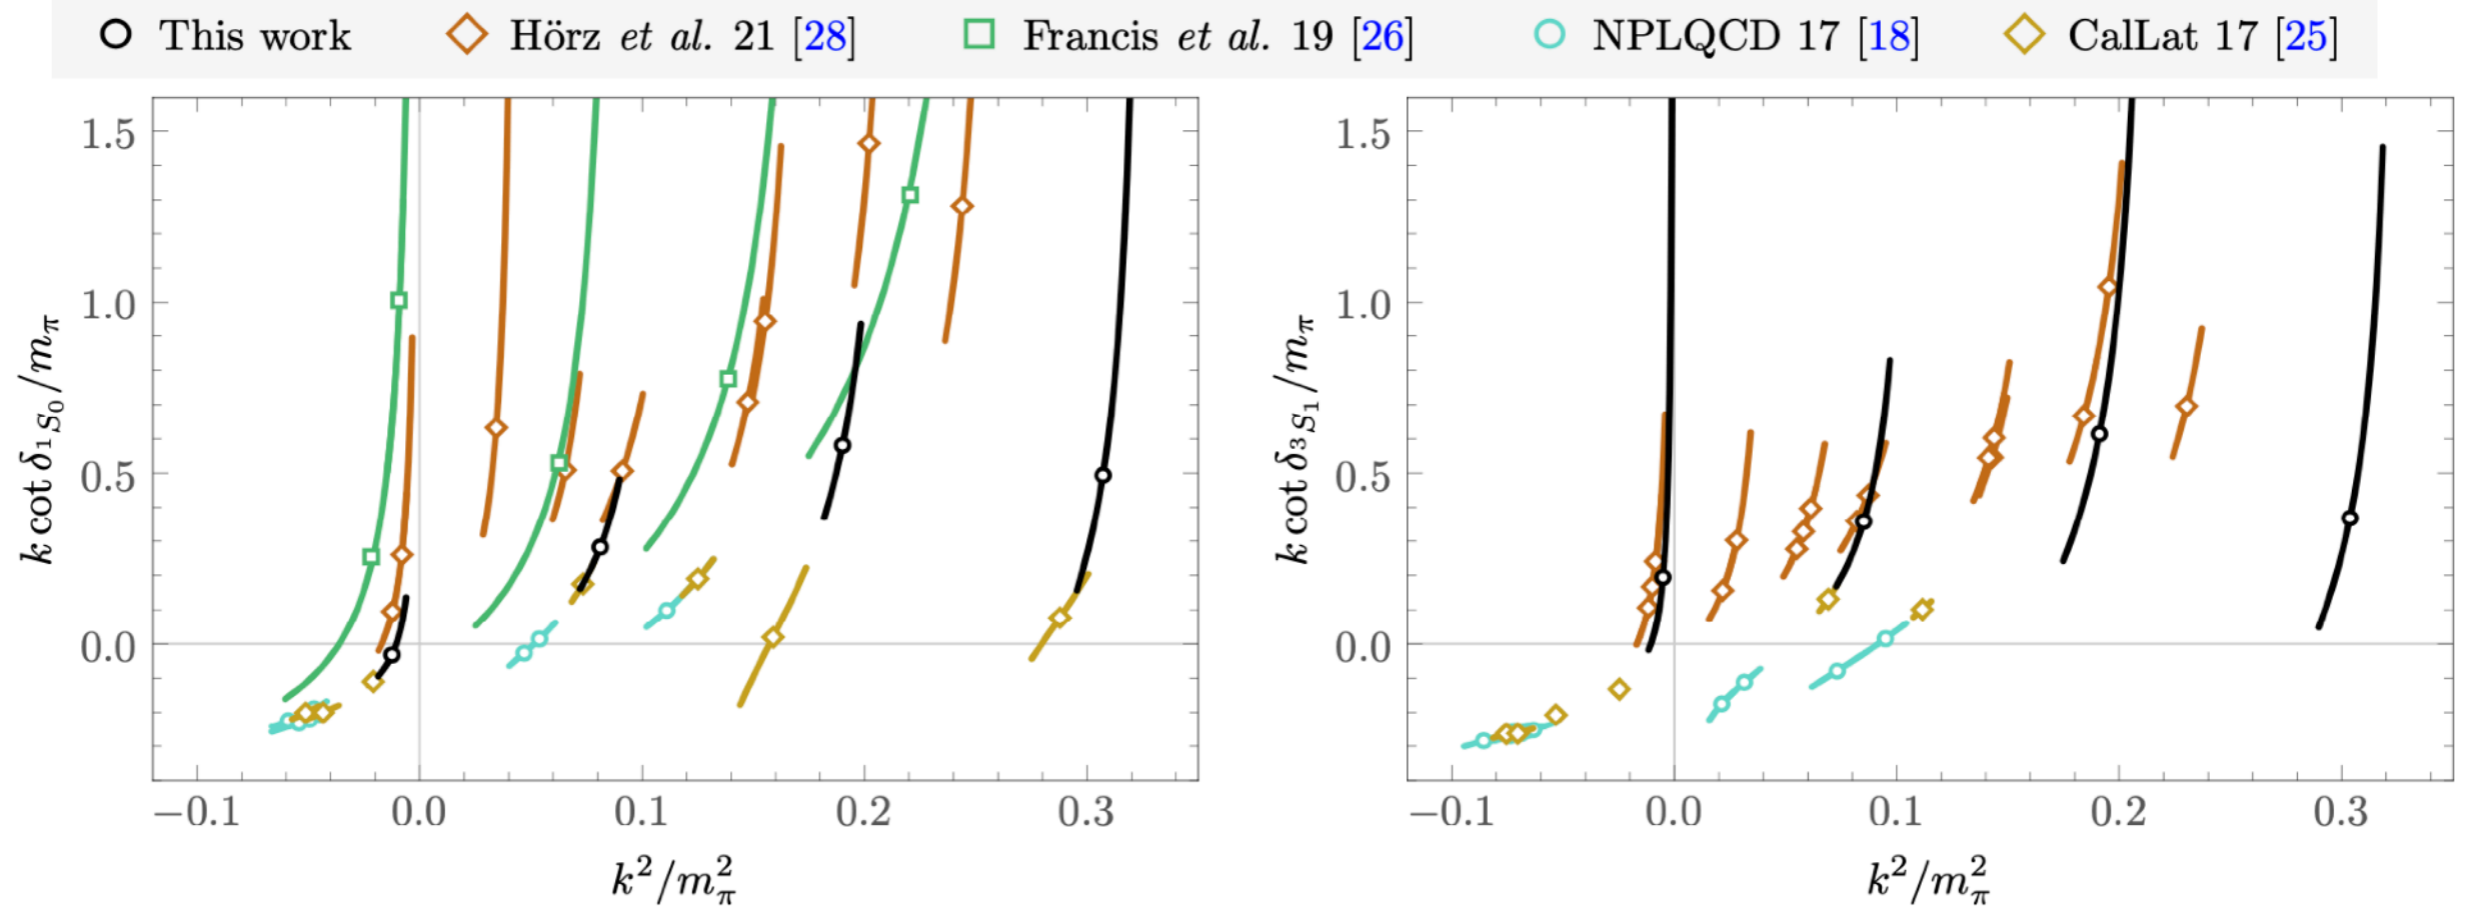 This work Hörz et al. 21 [28] Francis et al. 19 [26] NPLQCD 17 [18] CalLat 17 [25]
k cot δ₁S₀/mπ
1.5
1.0
0.5
0.0
−0.1 0.0 0.1 0.2 0.3
k²/m²π
k cot δ₃S₁/mπ
1.5
1.0
0.5
0.0
−0.1 0.0 0.1 0.2 0.3
k²/m²π